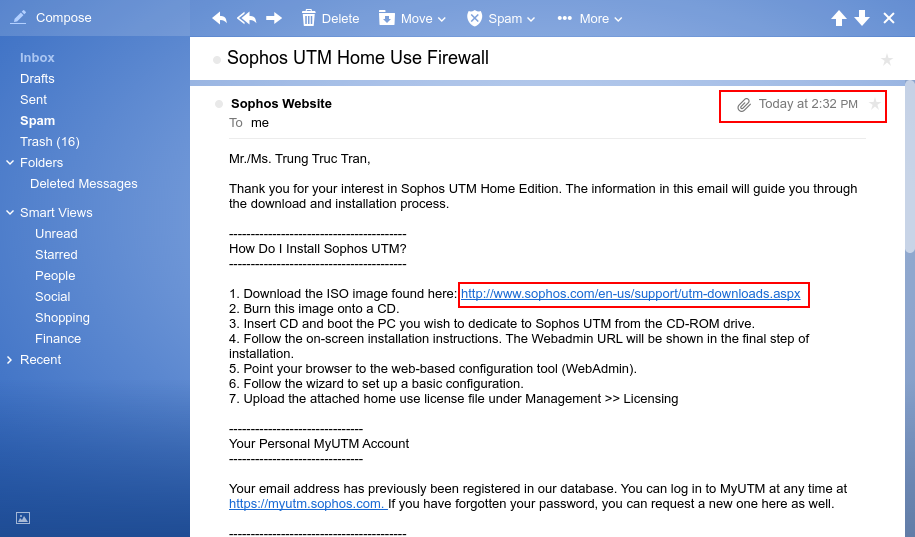 Compose
Delete
Move
Spam
More
Inbox
Drafts
Sent
Spam
Trash (16)
Folders
Deleted Messages
Smart Views
Unread
Starred
People
Social
Shopping
Finance
Recent
Sophos UTM Home Use Firewall
Sophos Website
Today at 2:32 PM
To me
Mr./Ms. Trung Truc Tran,
Thank you for your interest in Sophos UTM Home Edition. The information in this email will guide you through
the download and installation process.
-----------------------------------------
How Do I Install Sophos UTM?
-----------------------------------------
1. Download the ISO image found here: http://www.sophos.com/en-us/support/utm-downloads.aspx
2. Burn this image onto a CD.
3. Insert CD and boot the PC you wish to dedicate to Sophos UTM from the CD-ROM drive.
4. Follow the on-screen installation instructions. The Webadmin URL will be shown in the final step of
installation.
5. Point your browser to the web-based configuration tool (WebAdmin).
6. Follow the wizard to set up a basic configuration.
7. Upload the attached home use license file under Management >> Licensing
-------------------------------
Your Personal MyUTM Account
-------------------------------
Your email address has previously been registered in our database. You can log in to MyUTM at any time at
https://myutm.sophos.com. If you have forgotten your password, you can request a new one here as well.
-----------------------------------------